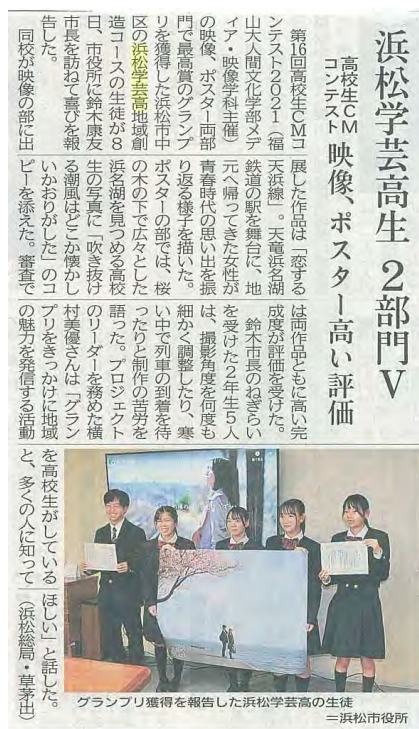 浜松学芸高生 2部門V
高校生CM
コンテスト
映像、ポスター高い評価
第16回高校生CMコ
ンテスト2021（福
山大人間文化学部メデ
ィア・映像学科主催）
の映像、ポスター両部
門で最高賞のグランプ
リを獲得した浜松市中
区の浜松学芸高地域創
造コースの生徒が8
日、市役所に鈴木康友
市長を訪ねて喜びを報
告した。
同校が映像の部に出
展した作品は「恋する
天浜線」。天竜浜名湖
鉄道の駅を舞台に、地
元へ帰ってきた女性が
青春時代の思い出を振
り返る様子を描いた。
ポスターの部では、桜
の木の下で広々とした
浜名湖を見つめる高校
生の写真に「吹き抜け
る潮風はどこか懐かし
いかおりがした」のコ
ピーを添えた。審査で
は両作品ともに高い完
成度が評価を受けた。
鈴木市長のねぎらい
を受けた2年生5人
は、撮影角度を何度も
細かく調整したり、寒
い中で列車の到着を待
ったりと制作の苦労を
語った。プロジェクト
のリーダーを務めた横
村美優さんは「グラン
プリをきっかけに地域
の魅力を発信する活動
を高校生がしている
と、多くの人に知って
ほしい」と話した。
（浜松総局・草茅出）
グランプリ獲得を報告した浜松学芸高の生徒
＝浜松市役所